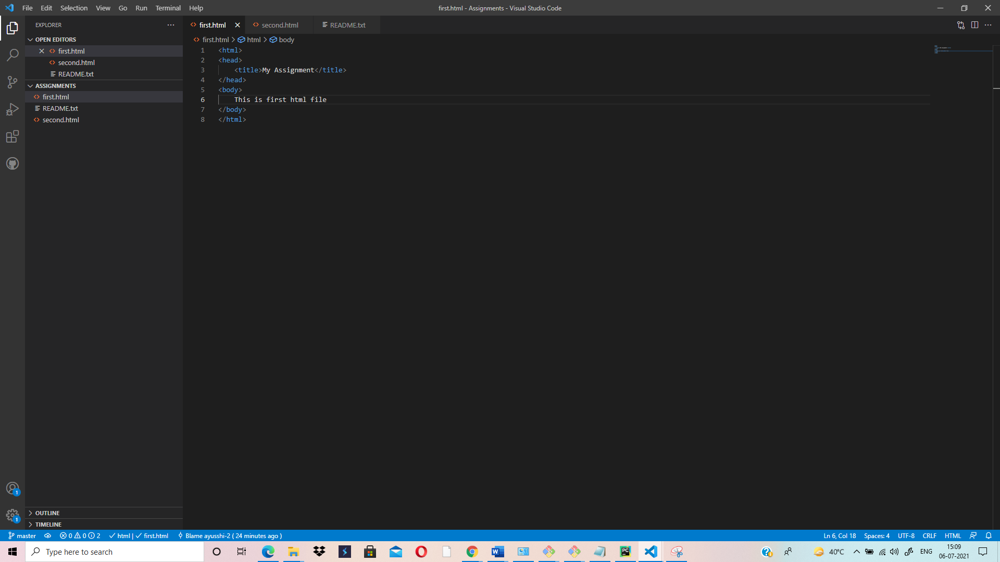 File Edit Selection View Go Run Terminal Help
first.html - Assignments - Visual Studio Code
EXPLORER
OPEN EDITORS
first.html
second.html
README.txt
ASSIGNMENTS
first.html
README.txt
second.html
OUTLINE
TIMELINE
first.html second.html README.txt
first.html > html > body
1 <html>
2 <head>
3 <title>My Assignment</title>
4 </head>
5 <body>
6 This is first html file
7 </body>
8 </html>
1
1
master 0 0 2 html | first.html Blame ayusshi-2 ( 24 minutes ago ) Ln 6, Col 18 Spaces: 4 UTF-8 CRLF HTML
Type here to search
W
PC
40°C ENG
15:09
06-07-2021